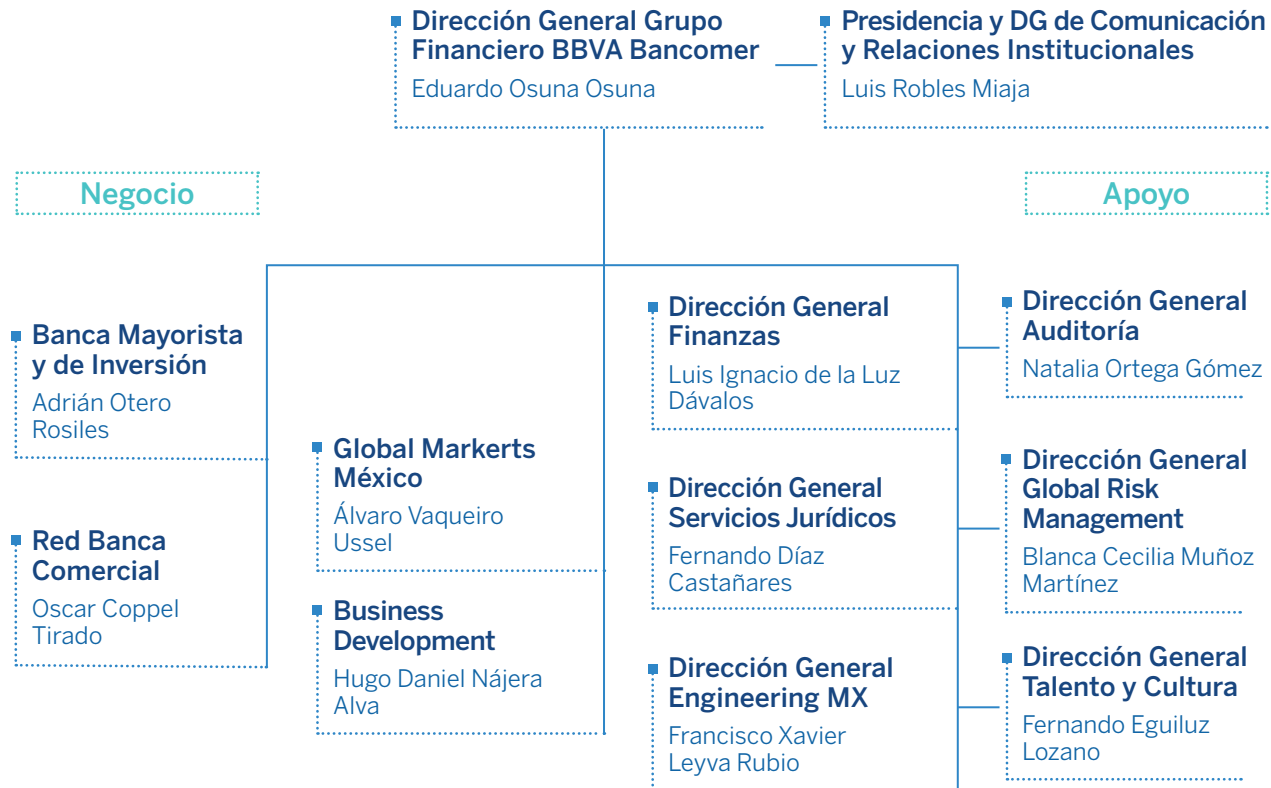 Dirección General Grupo
Financiero BBVA Bancomer
Eduardo Osuna Osuna
Presidencia y DG de Comunicación
y Relaciones Institucionales
Luis Robles Miaja
Negocio
Apoyo
Banca Mayorista
y de Inversión
Adrián Otero
Rosiles
Red Banca
Comercial
Oscar Coppel
Tirado
Global Markerts
México
Álvaro Vaqueiro
Ussel
Business
Development
Hugo Daniel Nájera
Alva
Dirección General
Finanzas
Luis Ignacio de la Luz
Dávalos
Dirección General
Servicios Jurídicos
Fernando Díaz
Castañares
Dirección General
Engineering MX
Francisco Xavier
Leyva Rubio
Dirección General
Auditoría
Natalia Ortega Gómez
Dirección General
Global Risk
Management
Blanca Cecilia Muñoz
Martínez
Dirección General
Talento y Cultura
Fernando Eguiluz
Lozano